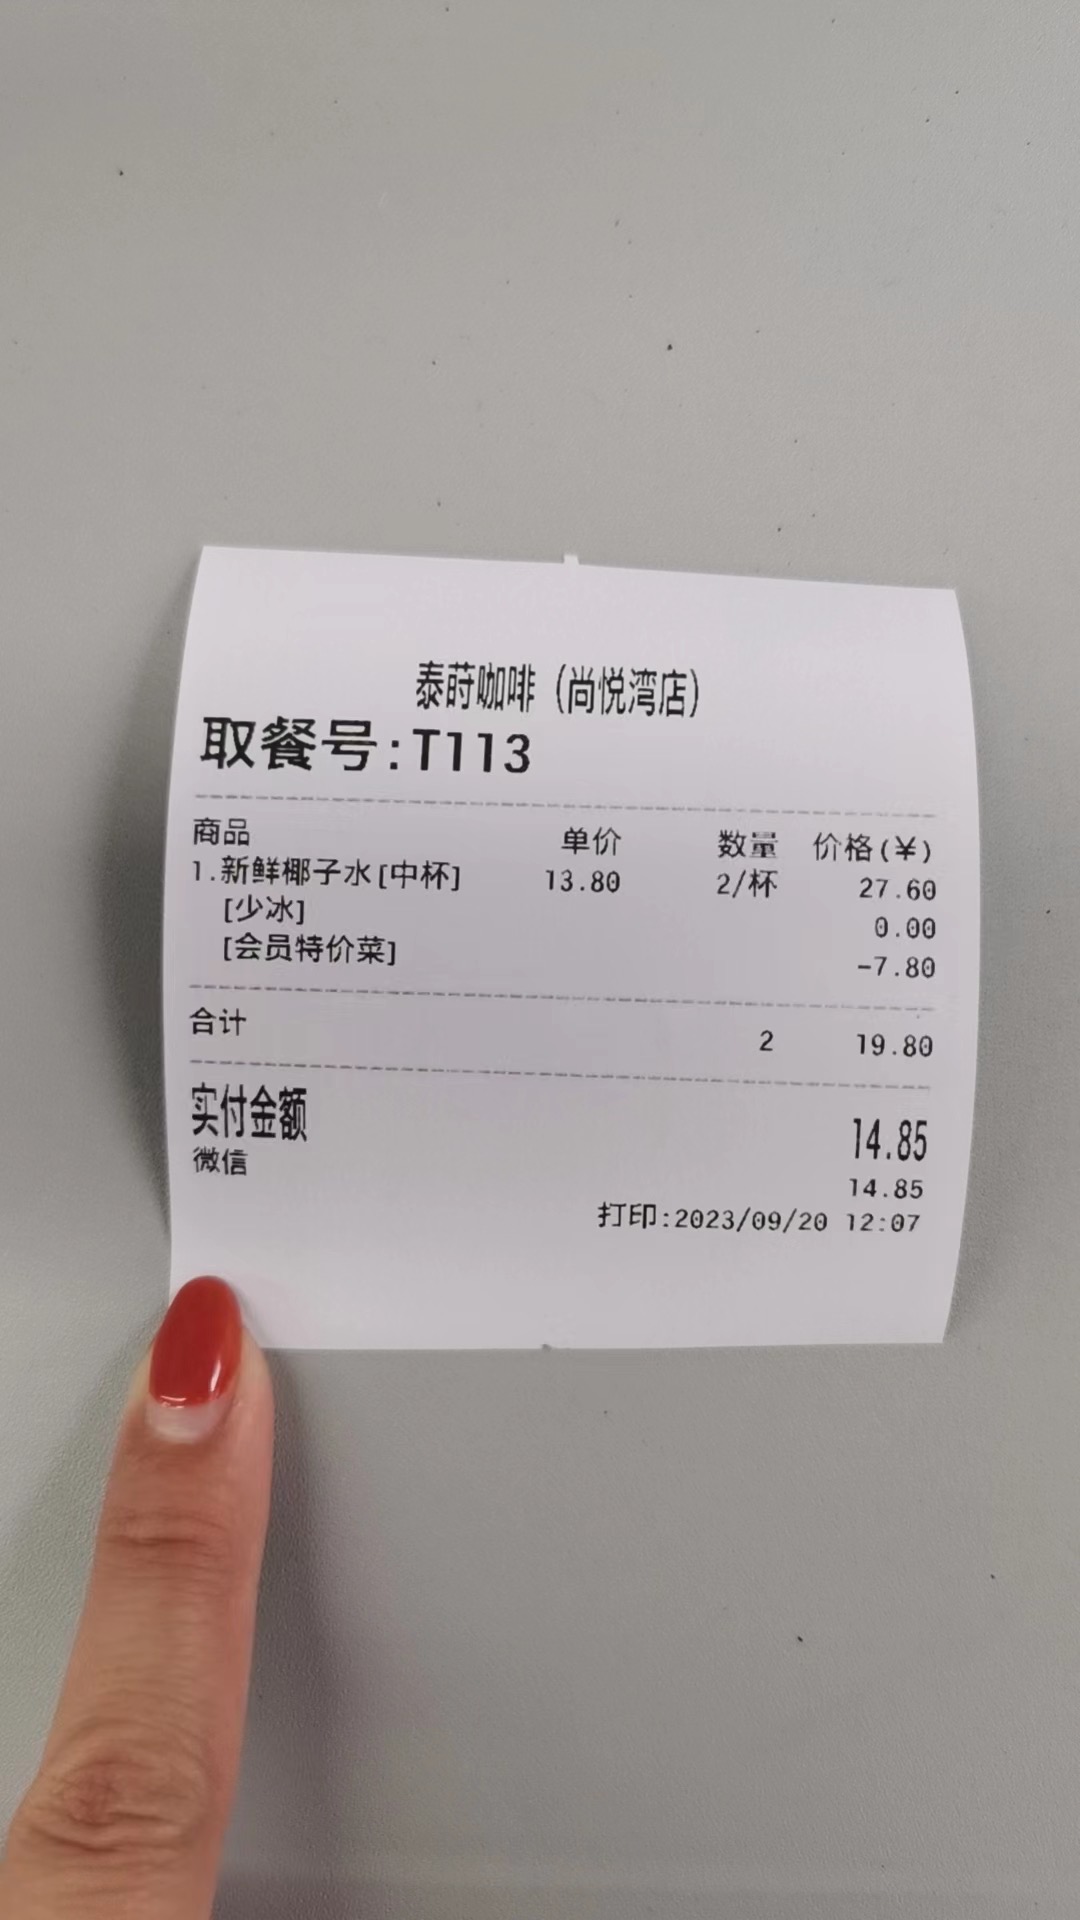 泰莳咖啡（尚悦湾店）
取餐号:T113
商品 单价 数量 价格(￥)
1.新鲜椰子水[中杯] 13.80 2/杯 27.60
[少冰] 0.00
[会员特价菜] -7.80
合计 2 19.80
实付金额 14.85
微信 14.85
打印:2023/09/20 12:07